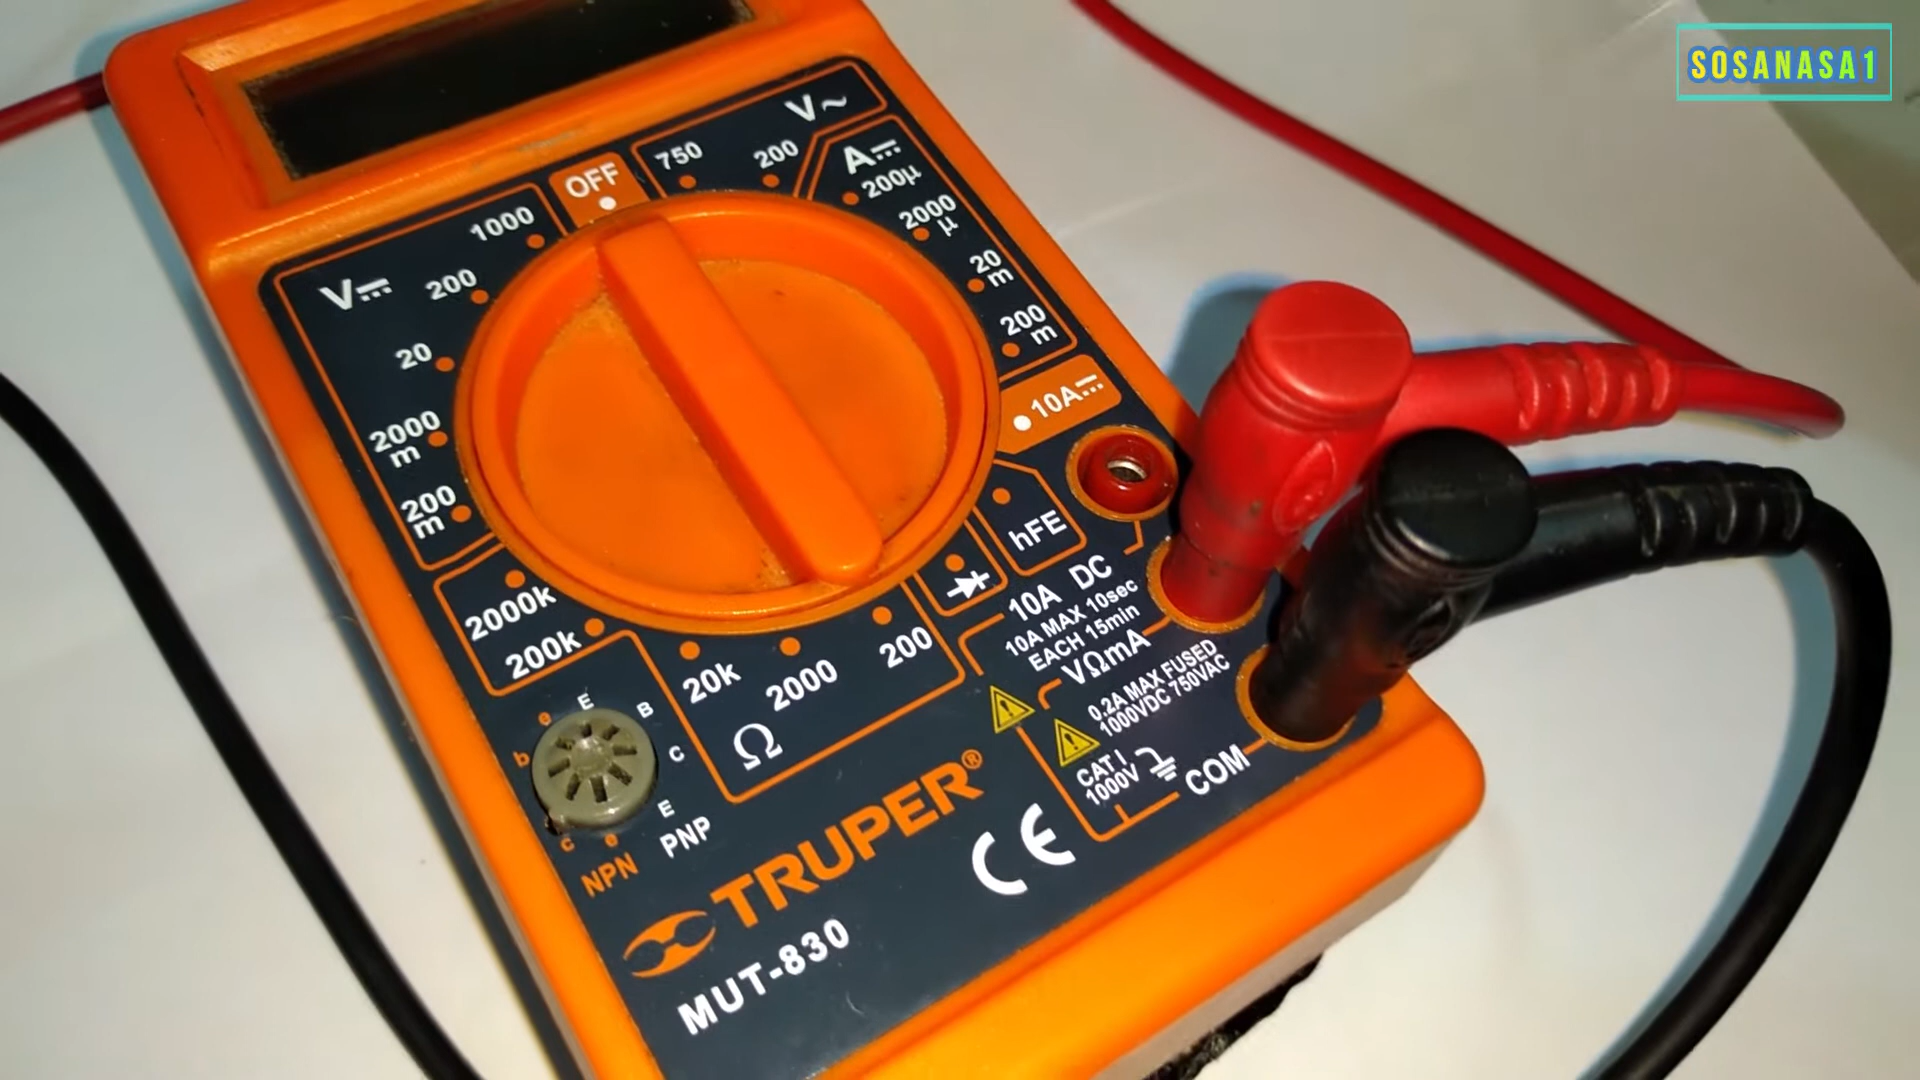 SOSANASA1
V~
750
200
OFF
A⎓
200µ
2000
µ
20
m
200
m
10A⎓
V⎓
1000
200
20
2000
m
200
m
hFE
2000k
200k
20k
2000
200
Ω
10A DC
10A MAX 10sec
EACH 15min
VΩmA
0.2A MAX FUSED
1000VDC 750VAC
CAT I
1000V
COM
e
E
B
b
C
E
c
e
NPN
PNP
TRUPER®
CE
MUT-830